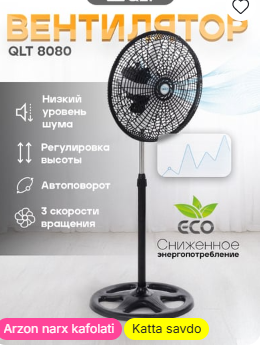 ВЕНТИЛЯТОР
QLT 8080
Низкий
уровень
шума
Регулировка
высоты
Автоповорот
3 скорости
вращения
ECO
Сниженное
энергопотребление
Arzon narx kafolati
Katta savdo